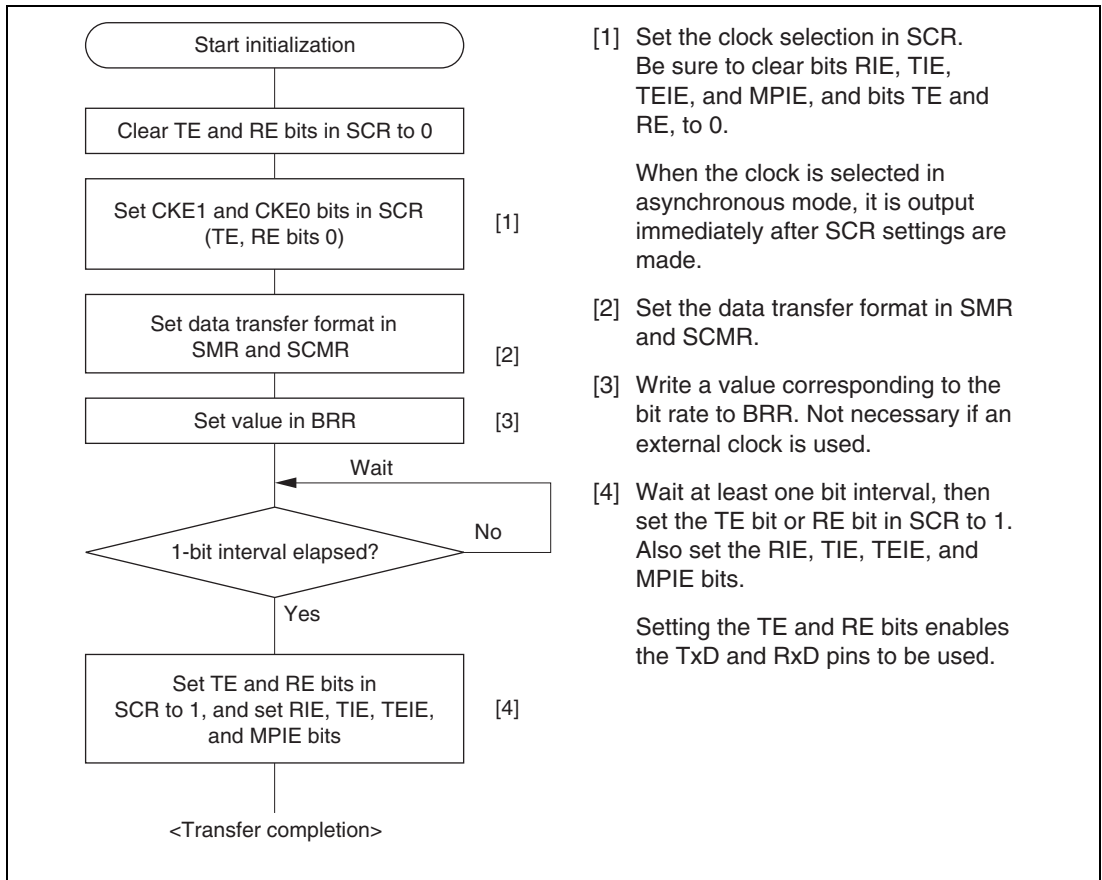 Start initialization
Clear TE and RE bits in SCR to 0
Set CKE1 and CKE0 bits in SCR
(TE, RE bits 0)
[1]
Set data transfer format in
SMR and SCMR
[2]
Set value in BRR
[3]
Wait
No
1-bit interval elapsed?
Yes
Set TE and RE bits in
SCR to 1, and set RIE, TIE, TEIE,
and MPIE bits
[4]
<Transfer completion>
[1] Set the clock selection in SCR.
Be sure to clear bits RIE, TIE,
TEIE, and MPIE, and bits TE and
RE, to 0.
When the clock is selected in
asynchronous mode, it is output
immediately after SCR settings are
made.
[2] Set the data transfer format in SMR
and SCMR.
[3] Write a value corresponding to the
bit rate to BRR. Not necessary if an
external clock is used.
[4] Wait at least one bit interval, then
set the TE bit or RE bit in SCR to 1.
Also set the RIE, TIE, TEIE, and
MPIE bits.
Setting the TE and RE bits enables
the TxD and RxD pins to be used.